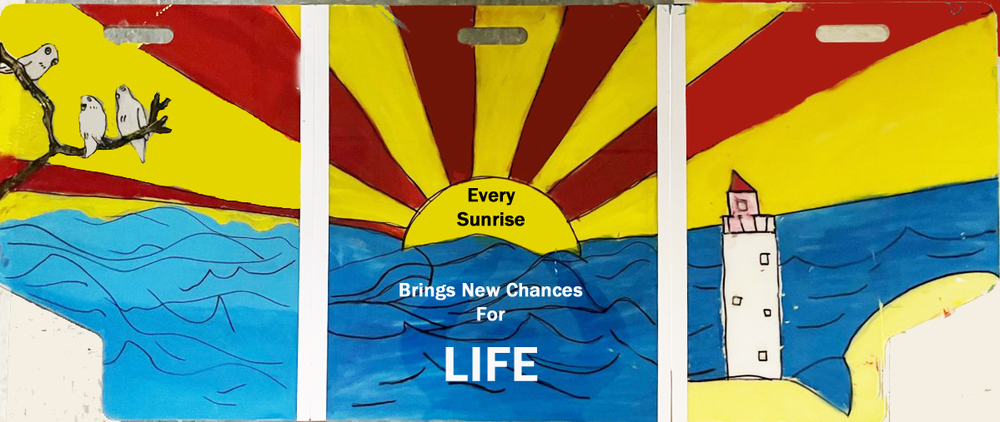 Every
Sunrise
Brings New Chances
For
LIFE